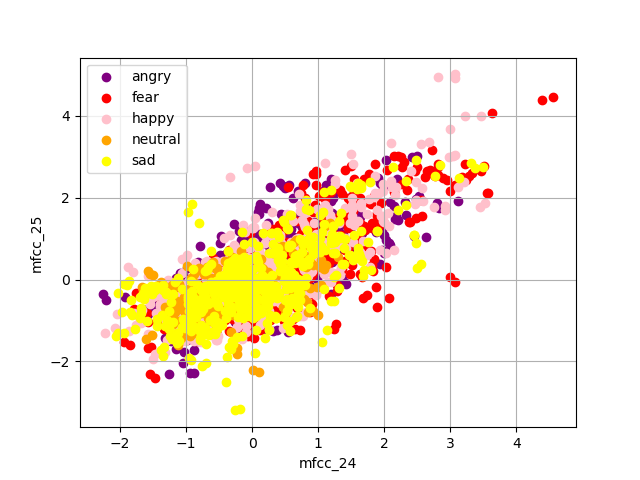 angry
fear
happy
neutral
sad
4
2
0
−2
mfcc_25
−2 −1 0 1 2 3 4
mfcc_24